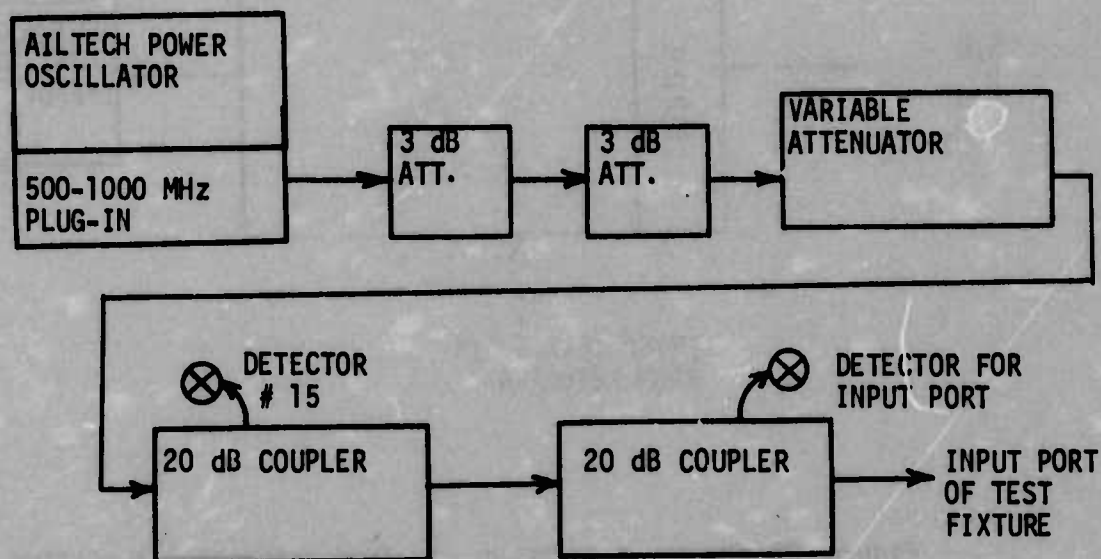 AILTECH POWER
OSCILLATOR
500-1000 MHz
PLUG-IN
3 dB
ATT.
3 dB
ATT.
VARIABLE
ATTENUATOR
DETECTOR
# 15
DETECTOR FOR
INPUT PORT
20 dB COUPLER
20 dB COUPLER
INPUT PORT
OF TEST
FIXTURE